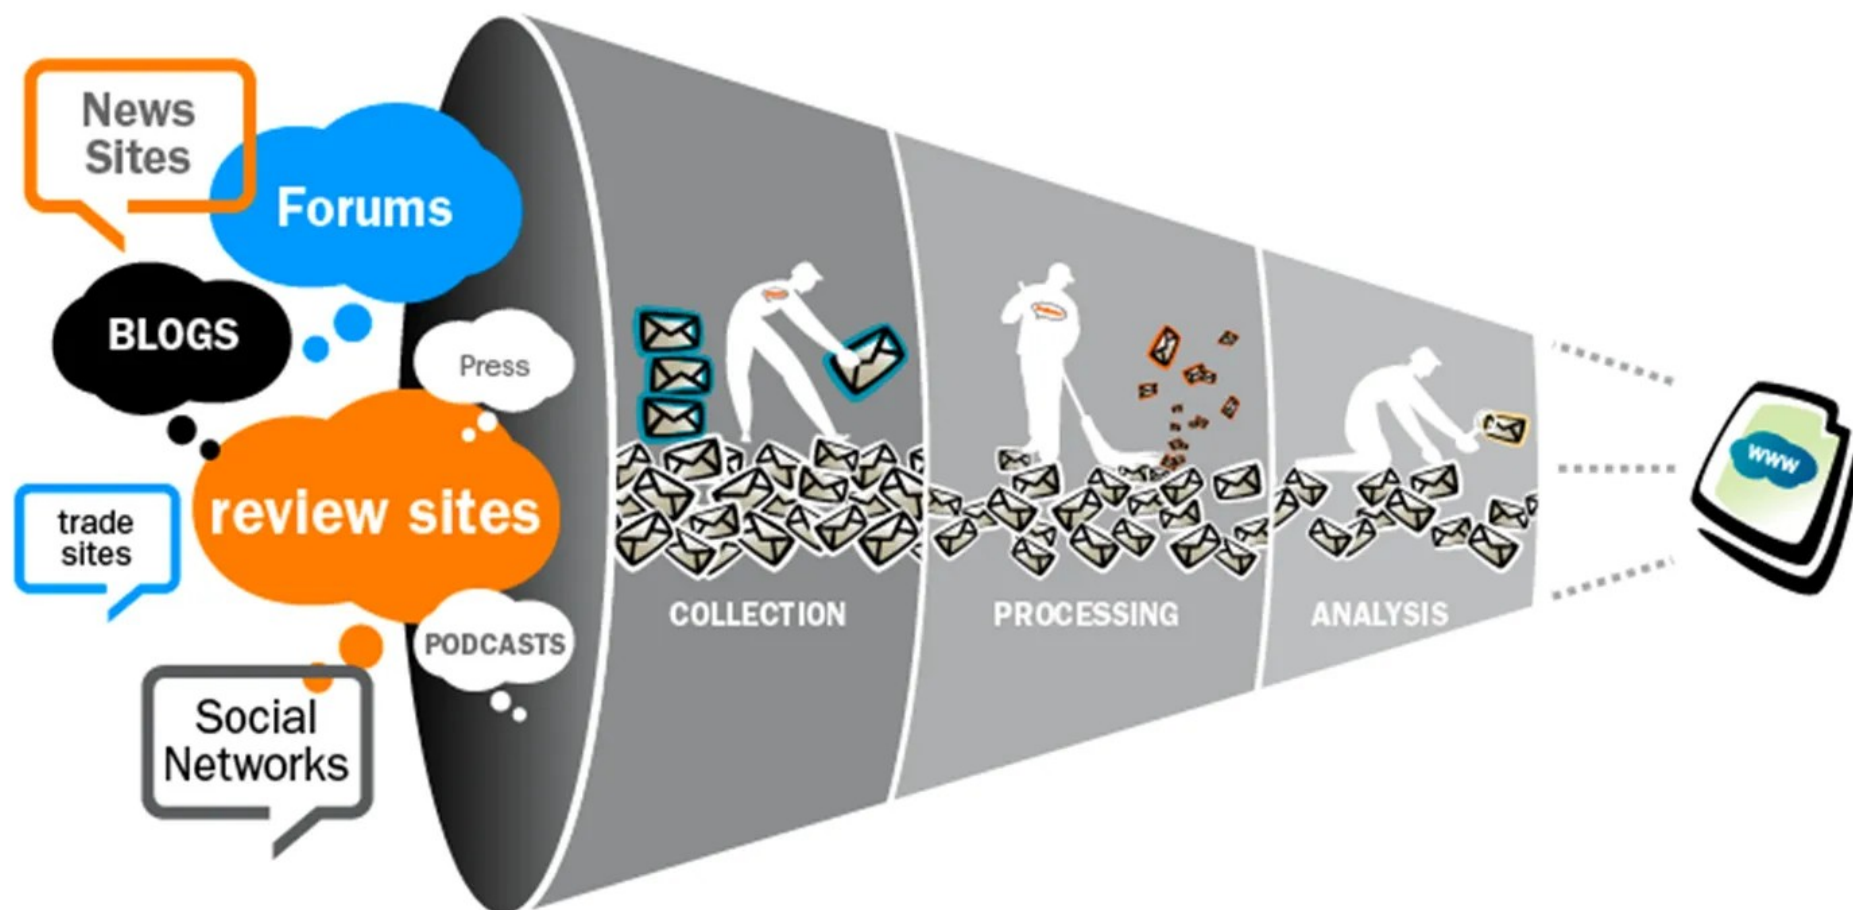 News
Sites
Forums
BLOGS
Press
review sites
trade
sites
PODCASTS
Social
Networks
COLLECTION
PROCESSING
ANALYSIS
WWW